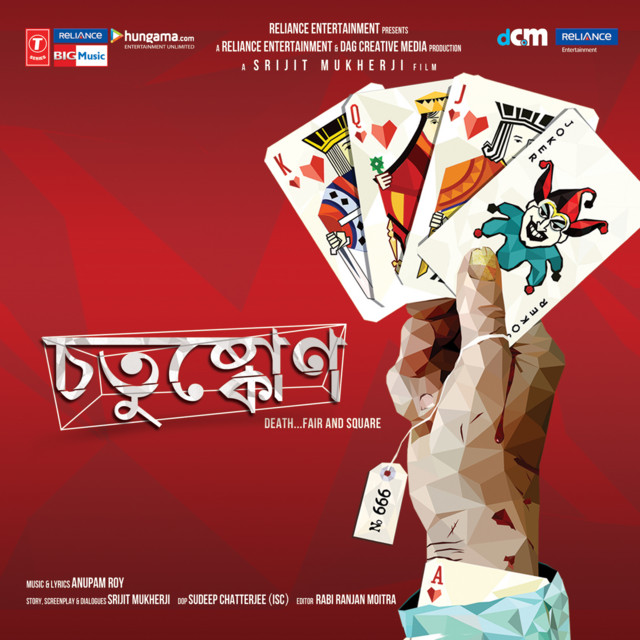 T
SERIES
RELIANCE
BIG Music
hungama.com
ENTERTAINMENT UNLIMITED
RELIANCE ENTERTAINMENT PRESENTS
A RELIANCE ENTERTAINMENT & DAG CREATIVE MEDIA PRODUCTION
A SRIJIT MUKHERJI FILM
dcm
RELIANCE
Entertainment
K
Q
J
JOKER
JOKER
চতুষ্কোণ
DEATH...FAIR AND SQUARE
№ 666
A
MUSIC & LYRICS ANUPAM ROY
STORY, SCREENPLAY & DIALOGUES SRIJIT MUKHERJI DOP SUDEEP CHATTERJEE (ISC) EDITOR RABI RANJAN MOITRA